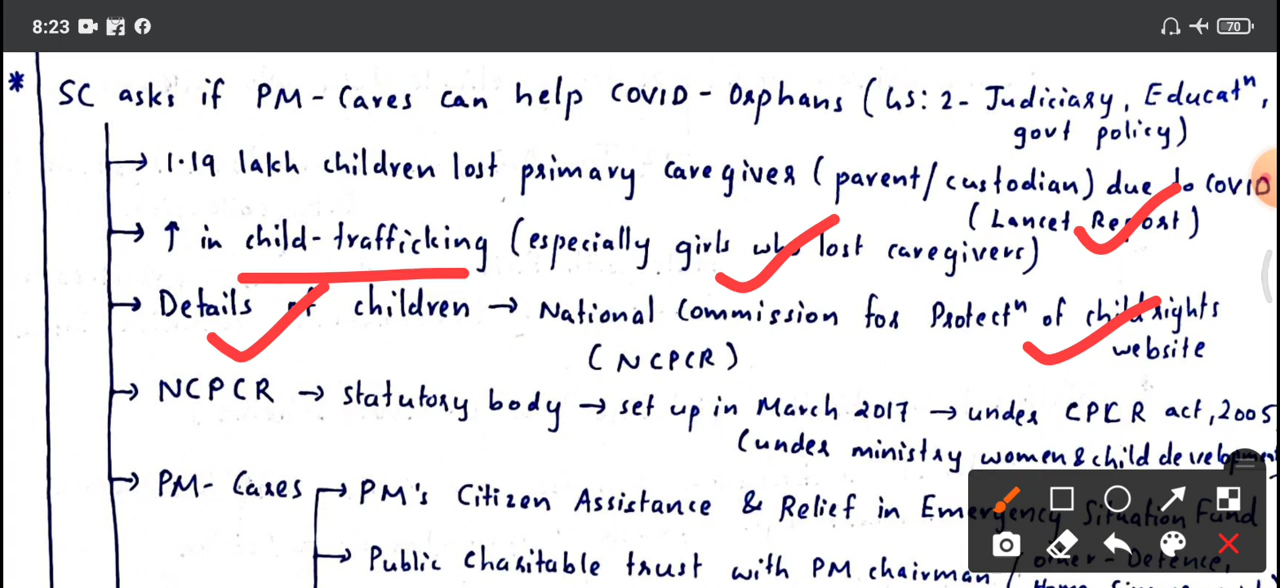 8:23
70
* SC asks if PM-Cares can help COVID-Orphans (GS: 2- Judiciary, Educatⁿ,
govt policy)
→ 1.19 lakh children lost primary caregiver (parent/custodian) due to COVID
(Lancet Report)
→ ↑ in child-trafficking (especially girls who lost caregivers)
→ Details of children → National Commission for Protectⁿ of child rights
website
(NCPCR)
→ NCPCR → statutory body → set up in March 2017 → under CPCR act, 2005
(under ministry women & child development
→ PM-Cares → PM's Citizen Assistance & Relief in Emergency Situation Fund
→ Public Charitable trust with PM chairman / other - Defence,